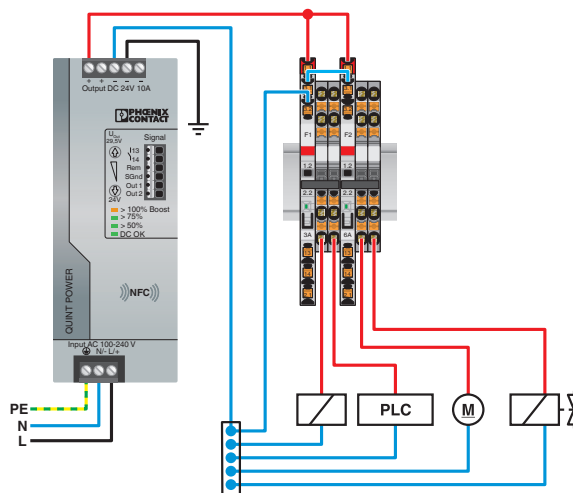 + + – – –
Output DC 24V 10A
PHŒNIX
CONTACT
UOut
29,5V
Signal
13
14
Rem
SGnd
Out 1
Out 2
24V
> 100% Boost
> 75%
> 50%
DC OK
QUINT POWER
NFC
Input AC 100-240 V
N/- L/+
PE
N
L
F1
F2
1.2
1.2
2.2
2.2
3A
6A
PLC
M